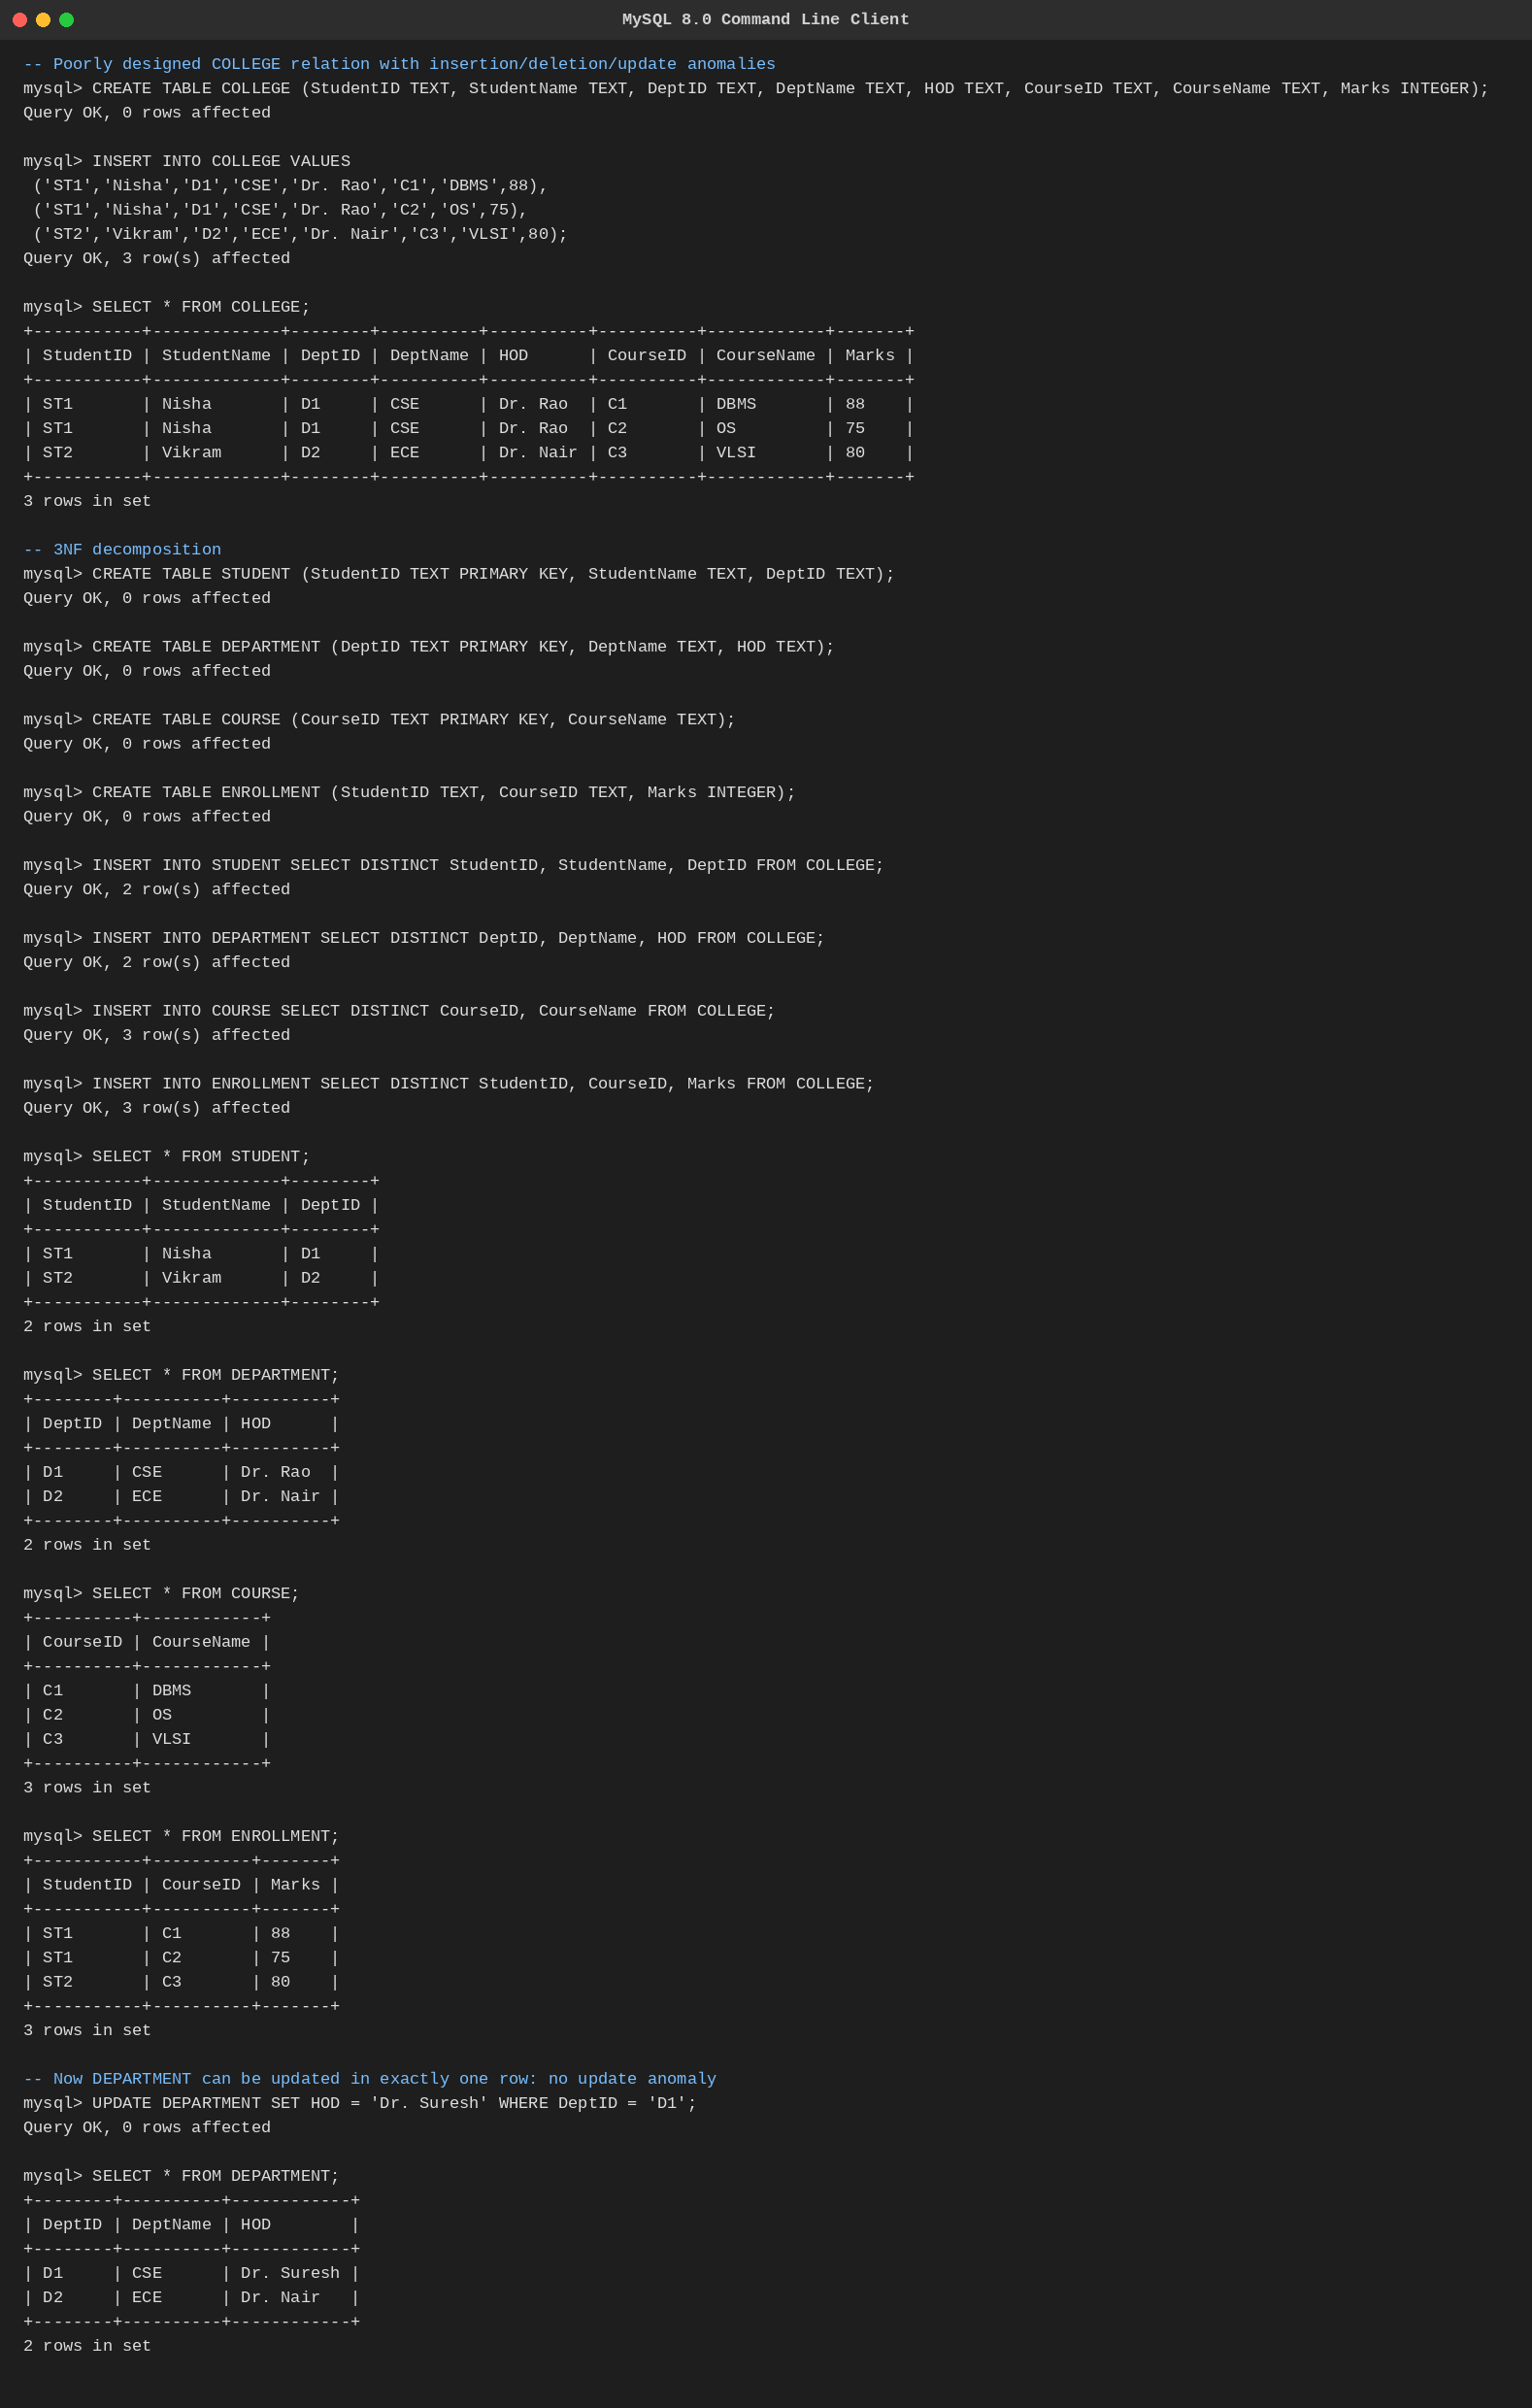 MySQL 8.0 Command Line Client
-- Poorly designed COLLEGE relation with insertion/deletion/update anomalies
mysql> CREATE TABLE COLLEGE (StudentID TEXT, StudentName TEXT, DeptID TEXT, DeptName TEXT, HOD TEXT, CourseID TEXT, CourseName TEXT, Marks INTEGER);
Query OK, 0 rows affected

mysql> INSERT INTO COLLEGE VALUES
 ('ST1','Nisha','D1','CSE','Dr. Rao','C1','DBMS',88),
 ('ST1','Nisha','D1','CSE','Dr. Rao','C2','OS',75),
 ('ST2','Vikram','D2','ECE','Dr. Nair','C3','VLSI',80);
Query OK, 3 row(s) affected

mysql> SELECT * FROM COLLEGE;
+-----------+-------------+--------+----------+----------+----------+------------+-------+
| StudentID | StudentName | DeptID | DeptName | HOD      | CourseID | CourseName | Marks |
+-----------+-------------+--------+----------+----------+----------+------------+-------+
| ST1       | Nisha       | D1     | CSE      | Dr. Rao  | C1       | DBMS       | 88    |
| ST1       | Nisha       | D1     | CSE      | Dr. Rao  | C2       | OS         | 75    |
| ST2       | Vikram      | D2     | ECE      | Dr. Nair | C3       | VLSI       | 80    |
+-----------+-------------+--------+----------+----------+----------+------------+-------+
3 rows in set

-- 3NF decomposition
mysql> CREATE TABLE STUDENT (StudentID TEXT PRIMARY KEY, StudentName TEXT, DeptID TEXT);
Query OK, 0 rows affected

mysql> CREATE TABLE DEPARTMENT (DeptID TEXT PRIMARY KEY, DeptName TEXT, HOD TEXT);
Query OK, 0 rows affected

mysql> CREATE TABLE COURSE (CourseID TEXT PRIMARY KEY, CourseName TEXT);
Query OK, 0 rows affected

mysql> CREATE TABLE ENROLLMENT (StudentID TEXT, CourseID TEXT, Marks INTEGER);
Query OK, 0 rows affected

mysql> INSERT INTO STUDENT SELECT DISTINCT StudentID, StudentName, DeptID FROM COLLEGE;
Query OK, 2 row(s) affected

mysql> INSERT INTO DEPARTMENT SELECT DISTINCT DeptID, DeptName, HOD FROM COLLEGE;
Query OK, 2 row(s) affected

mysql> INSERT INTO COURSE SELECT DISTINCT CourseID, CourseName FROM COLLEGE;
Query OK, 3 row(s) affected

mysql> INSERT INTO ENROLLMENT SELECT DISTINCT StudentID, CourseID, Marks FROM COLLEGE;
Query OK, 3 row(s) affected

mysql> SELECT * FROM STUDENT;
+-----------+-------------+--------+
| StudentID | StudentName | DeptID |
+-----------+-------------+--------+
| ST1       | Nisha       | D1     |
| ST2       | Vikram      | D2     |
+-----------+-------------+--------+
2 rows in set

mysql> SELECT * FROM DEPARTMENT;
+--------+----------+----------+
| DeptID | DeptName | HOD      |
+--------+----------+----------+
| D1     | CSE      | Dr. Rao  |
| D2     | ECE      | Dr. Nair |
+--------+----------+----------+
2 rows in set

mysql> SELECT * FROM COURSE;
+----------+------------+
| CourseID | CourseName |
+----------+------------+
| C1       | DBMS       |
| C2       | OS         |
| C3       | VLSI       |
+----------+------------+
3 rows in set

mysql> SELECT * FROM ENROLLMENT;
+-----------+----------+-------+
| StudentID | CourseID | Marks |
+-----------+----------+-------+
| ST1       | C1       | 88    |
| ST1       | C2       | 75    |
| ST2       | C3       | 80    |
+-----------+----------+-------+
3 rows in set

-- Now DEPARTMENT can be updated in exactly one row: no update anomaly
mysql> UPDATE DEPARTMENT SET HOD = 'Dr. Suresh' WHERE DeptID = 'D1';
Query OK, 0 rows affected

mysql> SELECT * FROM DEPARTMENT;
+--------+----------+------------+
| DeptID | DeptName | HOD        |
+--------+----------+------------+
| D1     | CSE      | Dr. Suresh |
| D2     | ECE      | Dr. Nair   |
+--------+----------+------------+
2 rows in set